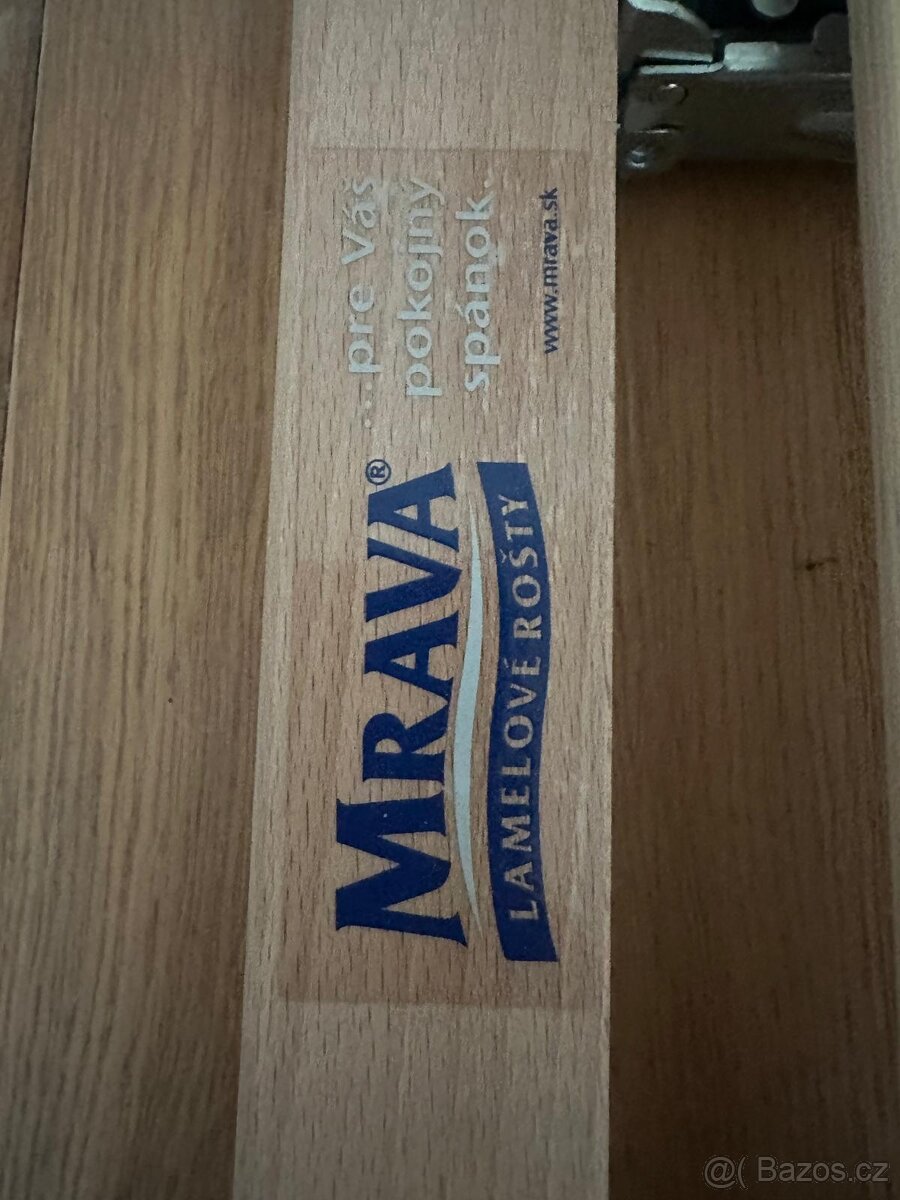 MRAVA®
LAMELOVÉ ROŠTY
...pre Váš
pokojný
spánok.
www.mrava.sk
@( Bazos.cz